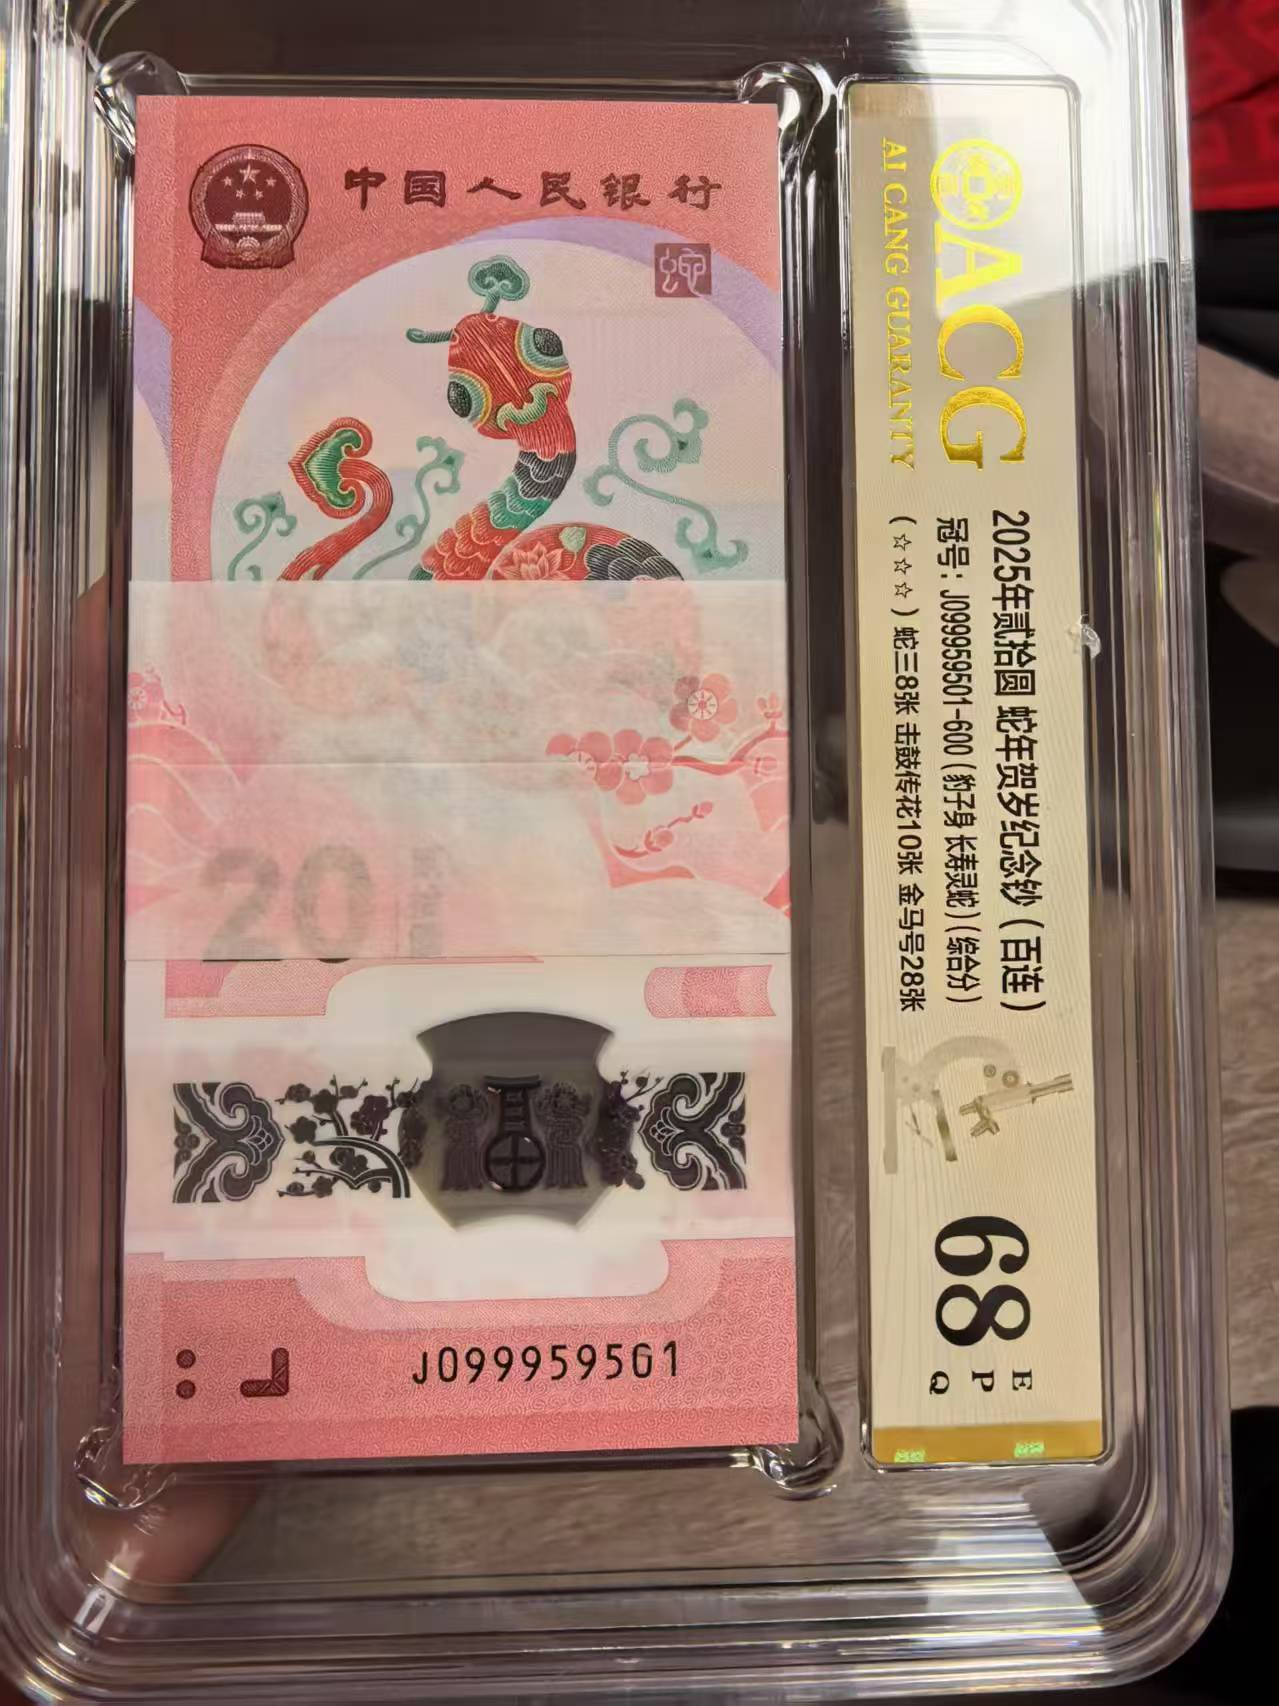 中国人民银行
蛇
20
J099959501
ACG
AI CANG GUARANTY
2025年贰拾圆 蛇年贺岁纪念钞（百连）
冠号：J099959501-600（豹子身 长寿灵蛇）（综合分）
（☆☆☆）蛇三8张 击鼓传花10张 金马号28张
68
E
P
Q